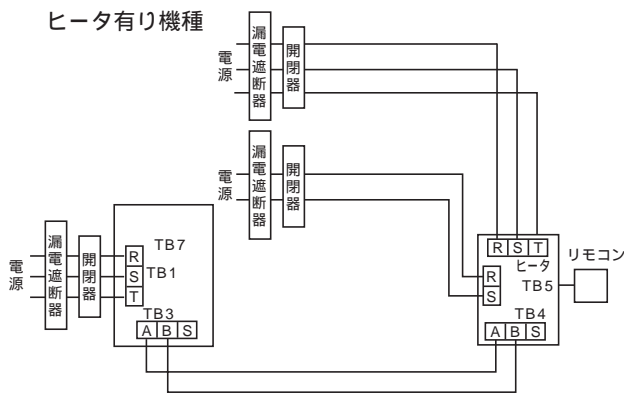 ヒータ有り機種
電源
漏電遮断器
開閉器
電源
漏電遮断器
開閉器
電源
漏電遮断器
開閉器
TB7
R
S
T
TB1
TB3
A B S
R S T
ヒータ
R
S
TB5
リモコン
TB4
A B S